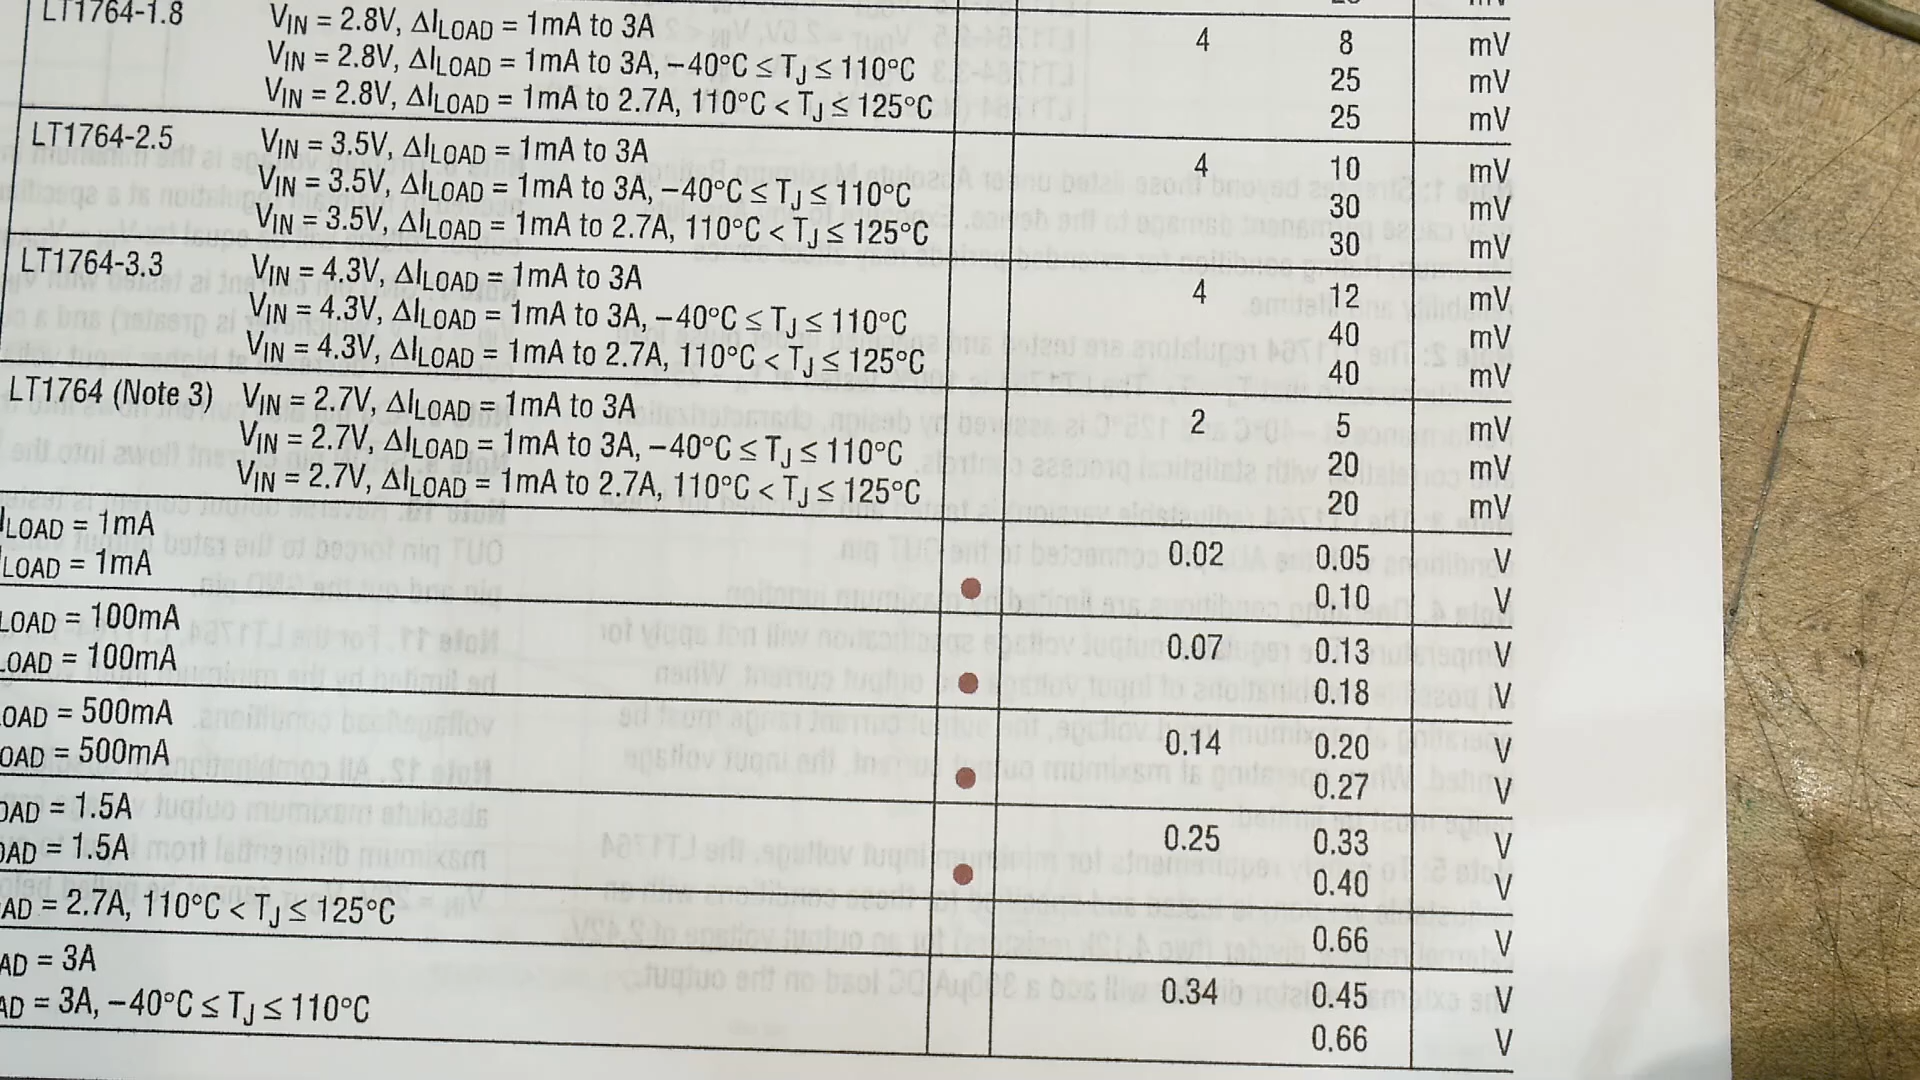 LT1764-1.8 VIN = 2.8V, ΔILOAD = 1mA to 3A 4 8 mV
VIN = 2.8V, ΔILOAD = 1mA to 3A, –40°C ≤ TJ ≤ 110°C 25 mV
VIN = 2.8V, ΔILOAD = 1mA to 2.7A, 110°C < TJ ≤ 125°C 25 mV
LT1764-2.5 VIN = 3.5V, ΔILOAD = 1mA to 3A 4 10 mV
VIN = 3.5V, ΔILOAD = 1mA to 3A, –40°C ≤ TJ ≤ 110°C 30 mV
VIN = 3.5V, ΔILOAD = 1mA to 2.7A, 110°C < TJ ≤ 125°C 30 mV
LT1764-3.3 VIN = 4.3V, ΔILOAD = 1mA to 3A 4 12 mV
VIN = 4.3V, ΔILOAD = 1mA to 3A, –40°C ≤ TJ ≤ 110°C 40 mV
VIN = 4.3V, ΔILOAD = 1mA to 2.7A, 110°C < TJ ≤ 125°C 40 mV
LT1764 (Note 3) VIN = 2.7V, ΔILOAD = 1mA to 3A 2 5 mV
VIN = 2.7V, ΔILOAD = 1mA to 3A, –40°C ≤ TJ ≤ 110°C 20 mV
VIN = 2.7V, ΔILOAD = 1mA to 2.7A, 110°C < TJ ≤ 125°C 20 mV
LOAD = 1mA 0.02 0.05 V
LOAD = 1mA ● 0.10 V
LOAD = 100mA 0.07 0.13 V
OAD = 100mA ● 0.18 V
OAD = 500mA 0.14 0.20 V
OAD = 500mA ● 0.27 V
OAD = 1.5A 0.25 0.33 V
OAD = 1.5A ● 0.40 V
AD = 2.7A, 110°C < TJ ≤ 125°C 0.66 V
AD = 3A 0.34 0.45 V
AD = 3A, –40°C ≤ TJ ≤ 110°C 0.66 V